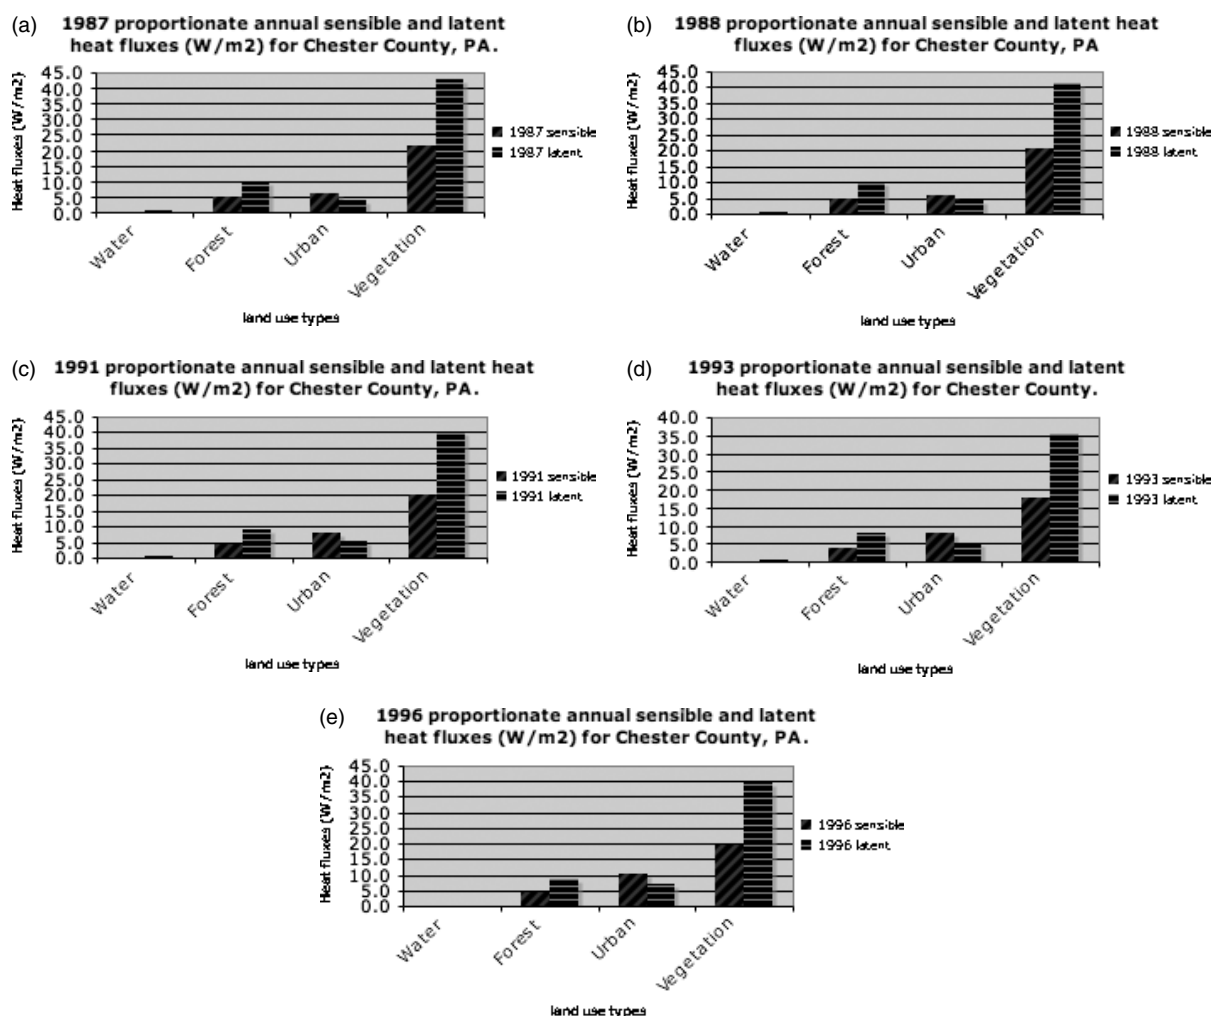 (a)
1987 proportionate annual sensible and latent
heat fluxes (W/m2) for Chester County, PA.
Heat fluxes (W/m2)
45.0
40.0
35.0
30.0
25.0
20.0
15.0
10.0
5.0
0.0
Water
Forest
Urban
Vegetation
land use types
1987 sensible
1987 latent
(b)
1988 proportionate annual sensible and latent heat
fluxes (W/m2) for Chester County, PA
Heat fluxes (W/m2)
45.0
40.0
35.0
30.0
25.0
20.0
15.0
10.0
5.0
0.0
Water
Forest
Urban
Vegetation
land use types
1988 sensible
1988 latent
(c)
1991 proportionate annual sensible and latent heat
fluxes (W/m2) for Chester County, PA.
Heat fluxes (W/m2)
45.0
40.0
35.0
30.0
25.0
20.0
15.0
10.0
5.0
0.0
Water
Forest
Urban
Vegetation
land use types
1991 sensible
1991 latent
(d)
1993 proportionate annual sensible and latent
heat fluxes (W/m2) for Chester County.
Heat fluxes (W/m2)
40.0
35.0
30.0
25.0
20.0
15.0
10.0
5.0
0.0
Water
Forest
Urban
Vegetation
land use types
1993 sensible
1993 latent
(e)
1996 proportionate annual sensible and latent
heat fluxes (W/m2) for Chester County, PA.
Heat fluxes (W/m2)
45.0
40.0
35.0
30.0
25.0
20.0
15.0
10.0
5.0
0.0
Water
Forest
Urban
Vegetation
land use types
1996 sensible
1996 latent